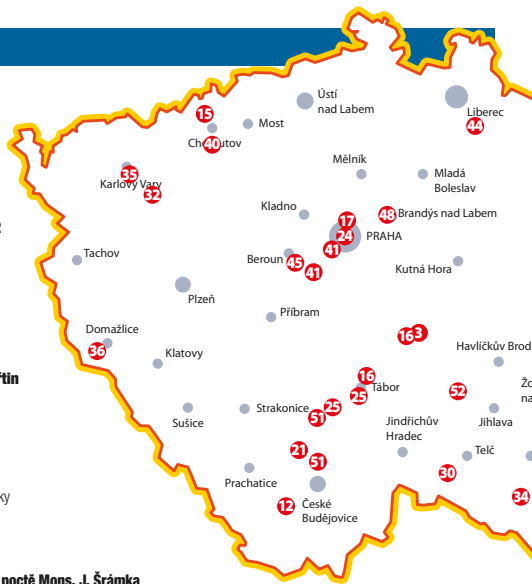 Ústí
nad Labem
Liberec
15
44
Most
Chomutov
40
Mělník
35
Karlovy Vary
32
Mladá
Boleslav
Kladno
17
48
Brandýs nad Labem
24
PRAHA
41
Tachov
Beroun
45
41
Kutná Hora
Plzeň
Příbram
16
3
Domažlice
36
Havlíčkův Brod
Klatovy
16
Tábor
25
52
Strakonice
25
51
Sušice
Jindřichův
Hradec
Jihlava
21
51
Telč
30
Prachatice
12
České
Budějovice
34
ky
poctě Mons. J. Šrámka